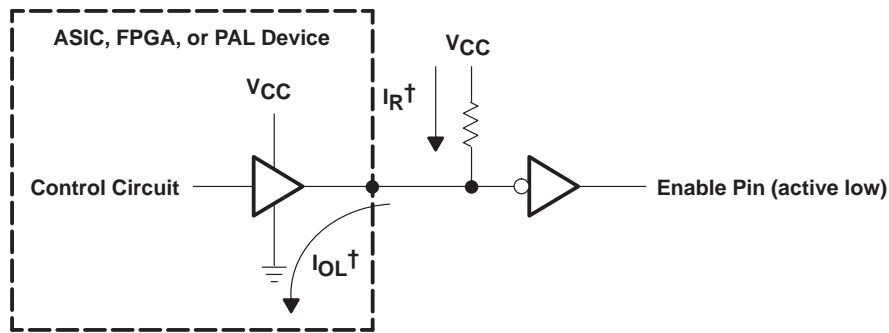 ASIC, FPGA, or PAL Device
VCC
VCC
IR†
Control Circuit
Enable Pin (active low)
IOL†